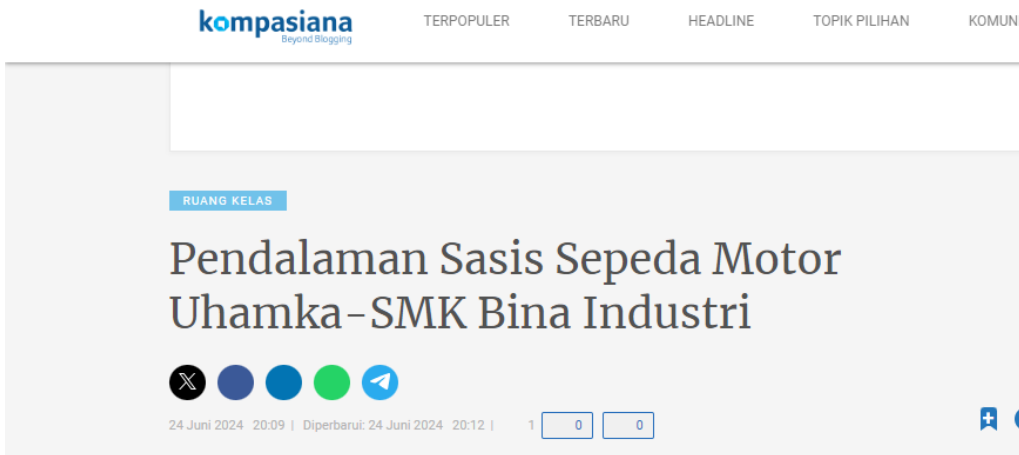 kompasiana
Beyond Blogging
TERPOPULER TERBARU HEADLINE TOPIK PILIHAN KOMUN
RUANG KELAS
Pendalaman Sasis Sepeda Motor
Uhamka-SMK Bina Industri
24 Juni 2024 20:09 | Diperbarui: 24 Juni 2024 20:12 | 1 0 0